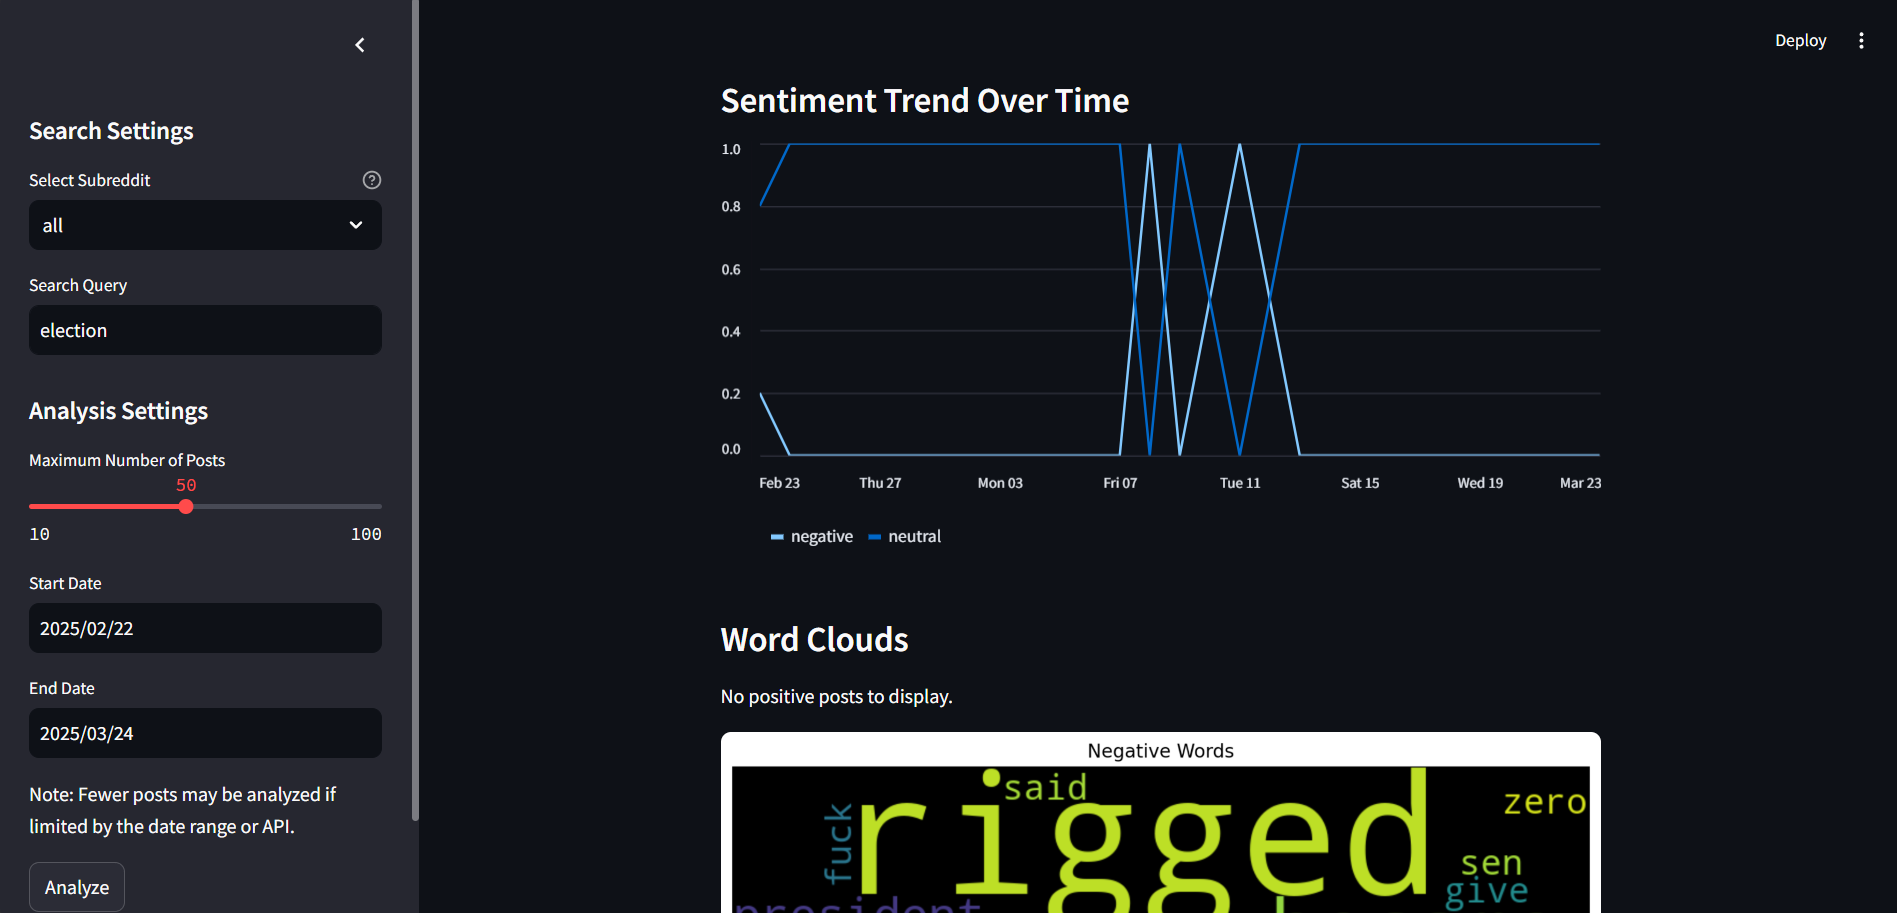 Deploy
Search Settings
Select Subreddit
all
Search Query
election
Analysis Settings
Maximum Number of Posts
50
10 100
Start Date
2025/02/22
End Date
2025/03/24
Note: Fewer posts may be analyzed if
limited by the date range or API.
Analyze
Sentiment Trend Over Time
1.0
0.8
0.6
0.4
0.2
0.0
Feb 23 Thu 27 Mon 03 Fri 07 Tue 11 Sat 15 Wed 19 Mar 23
negative neutral
Word Clouds
No positive posts to display.
Negative Words
said
zero
fuck
rigged
sen
give
president